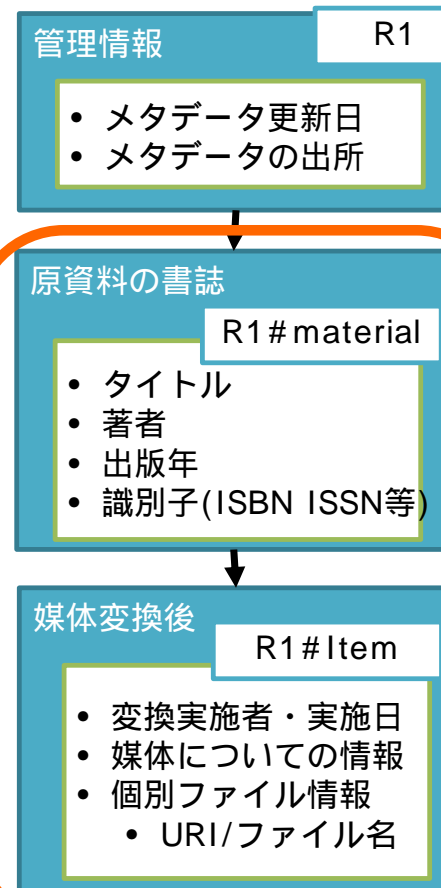 管理情報
R1
• メタデータ更新日
• メタデータの出所
原資料の書誌
R1#material
• タイトル
• 著者
• 出版年
• 識別子(ISBN ISSN等)
媒体変換後
R1#Item
• 変換実施者・実施日
• 媒体についての情報
• 個別ファイル情報
• URI/ファイル名